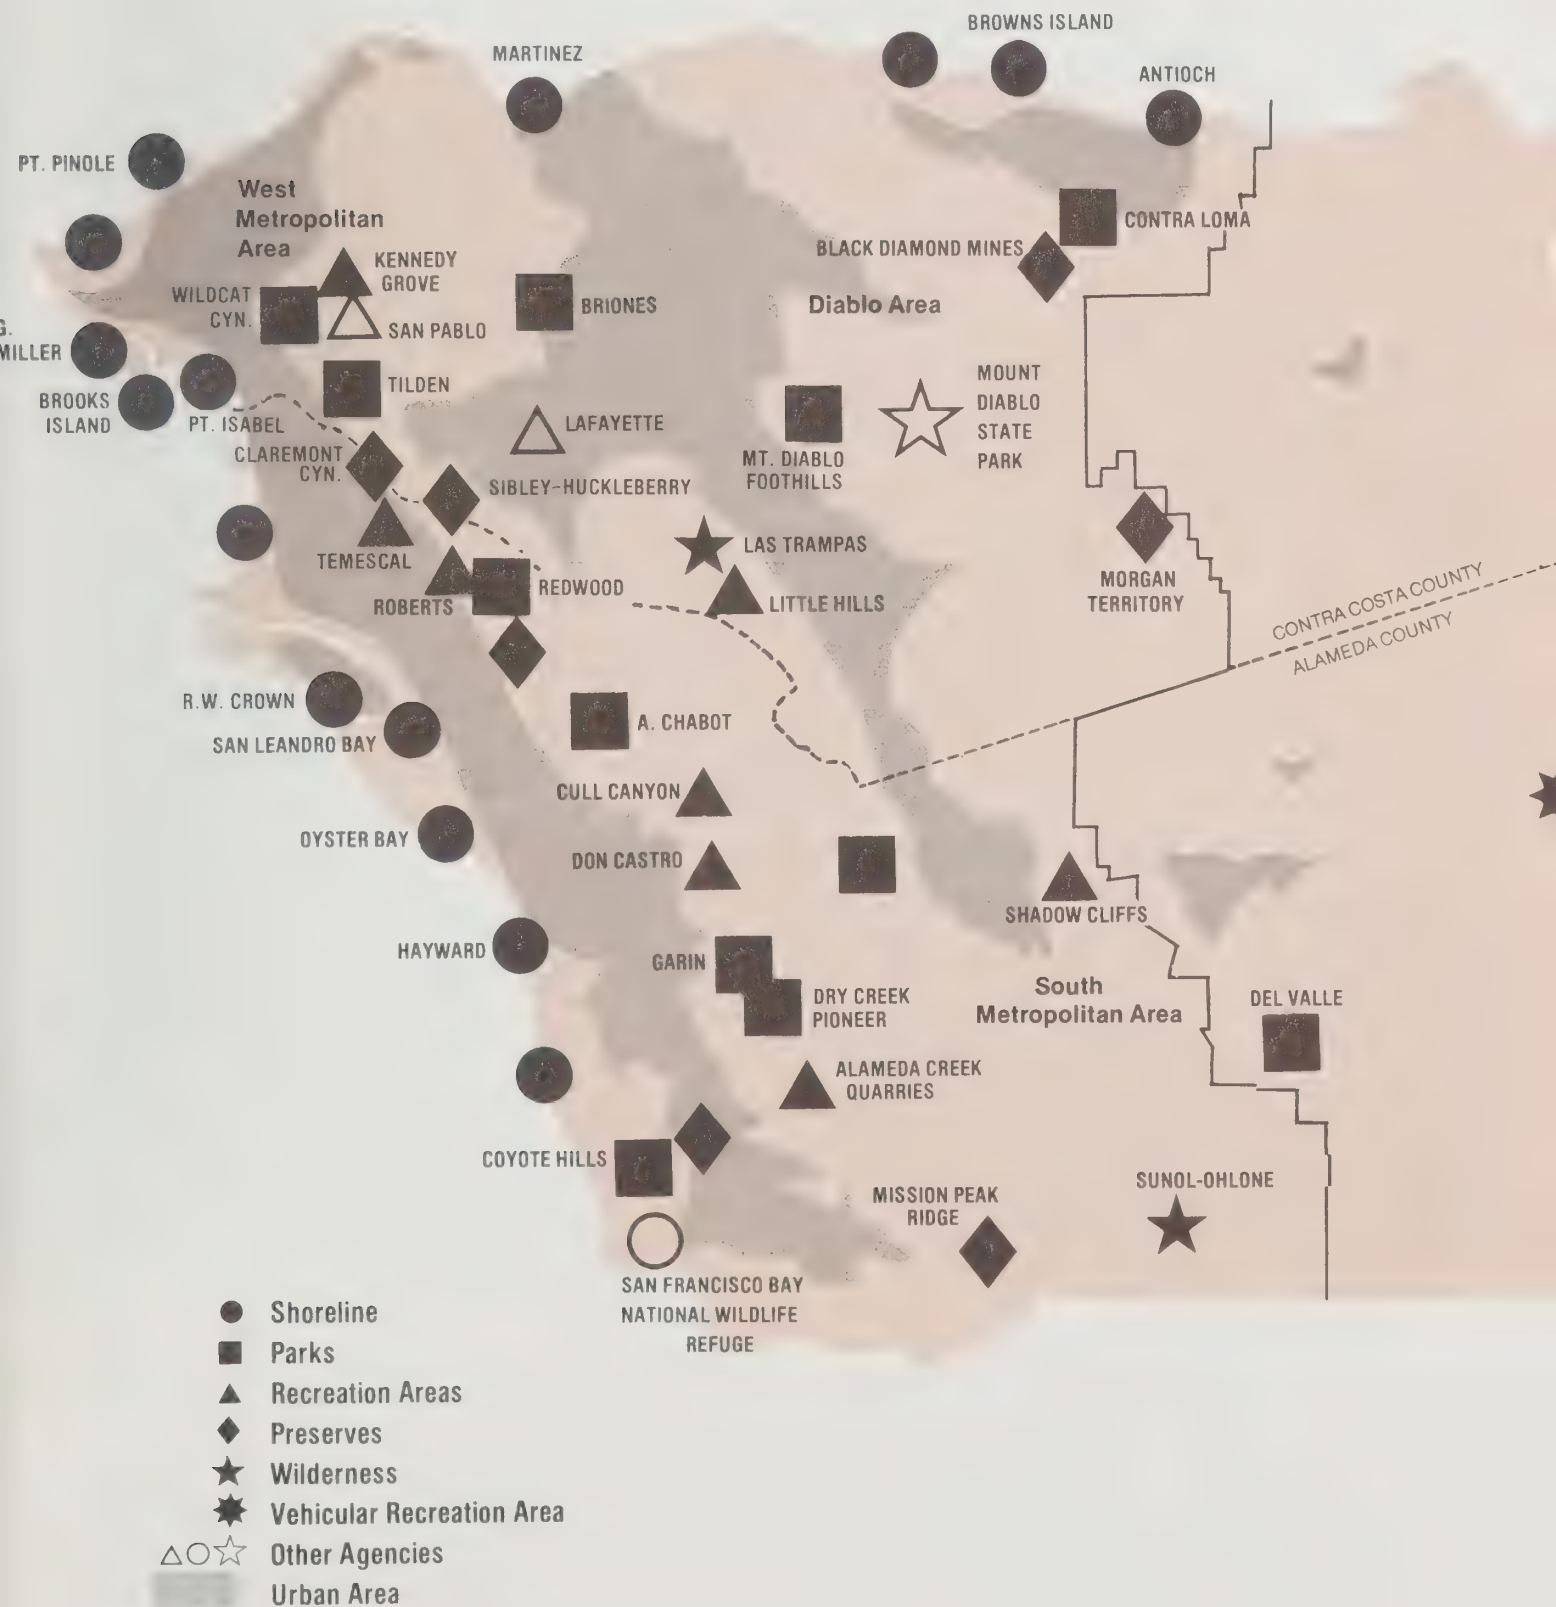 BROWNS ISLAND
MARTINEZ
ANTIOCH
PT. PINOLE
West
Metropolitan
Area
CONTRA LOMA
BLACK DIAMOND MINES
KENNEDY
GROVE
WILDCAT
CYN.
BRIONES
Diablo Area
SAN PABLO
G.
MILLER
TILDEN
MOUNT
DIABLO
STATE
PARK
BROOKS
ISLAND
PT. ISABEL
LAFAYETTE
CLAREMONT
CYN.
MT. DIABLO
FOOTHILLS
SIBLEY-HUCKLEBERRY
LAS TRAMPAS
TEMESCAL
REDWOOD
ROBERTS
LITTLE HILLS
MORGAN
TERRITORY
CONTRA COSTA COUNTY
ALAMEDA COUNTY
R.W. CROWN
A. CHABOT
SAN LEANDRO BAY
CULL CANYON
OYSTER BAY
DON CASTRO
SHADOW CLIFFS
HAYWARD
GARIN
South
Metropolitan Area
DEL VALLE
DRY CREEK
PIONEER
ALAMEDA CREEK
QUARRIES
COYOTE HILLS
MISSION PEAK
RIDGE
SUNOL-OHLONE
SAN FRANCISCO BAY
NATIONAL WILDLIFE
REFUGE
Shoreline
Parks
Recreation Areas
Preserves
Wilderness
Vehicular Recreation Area
Other Agencies
Urban Area